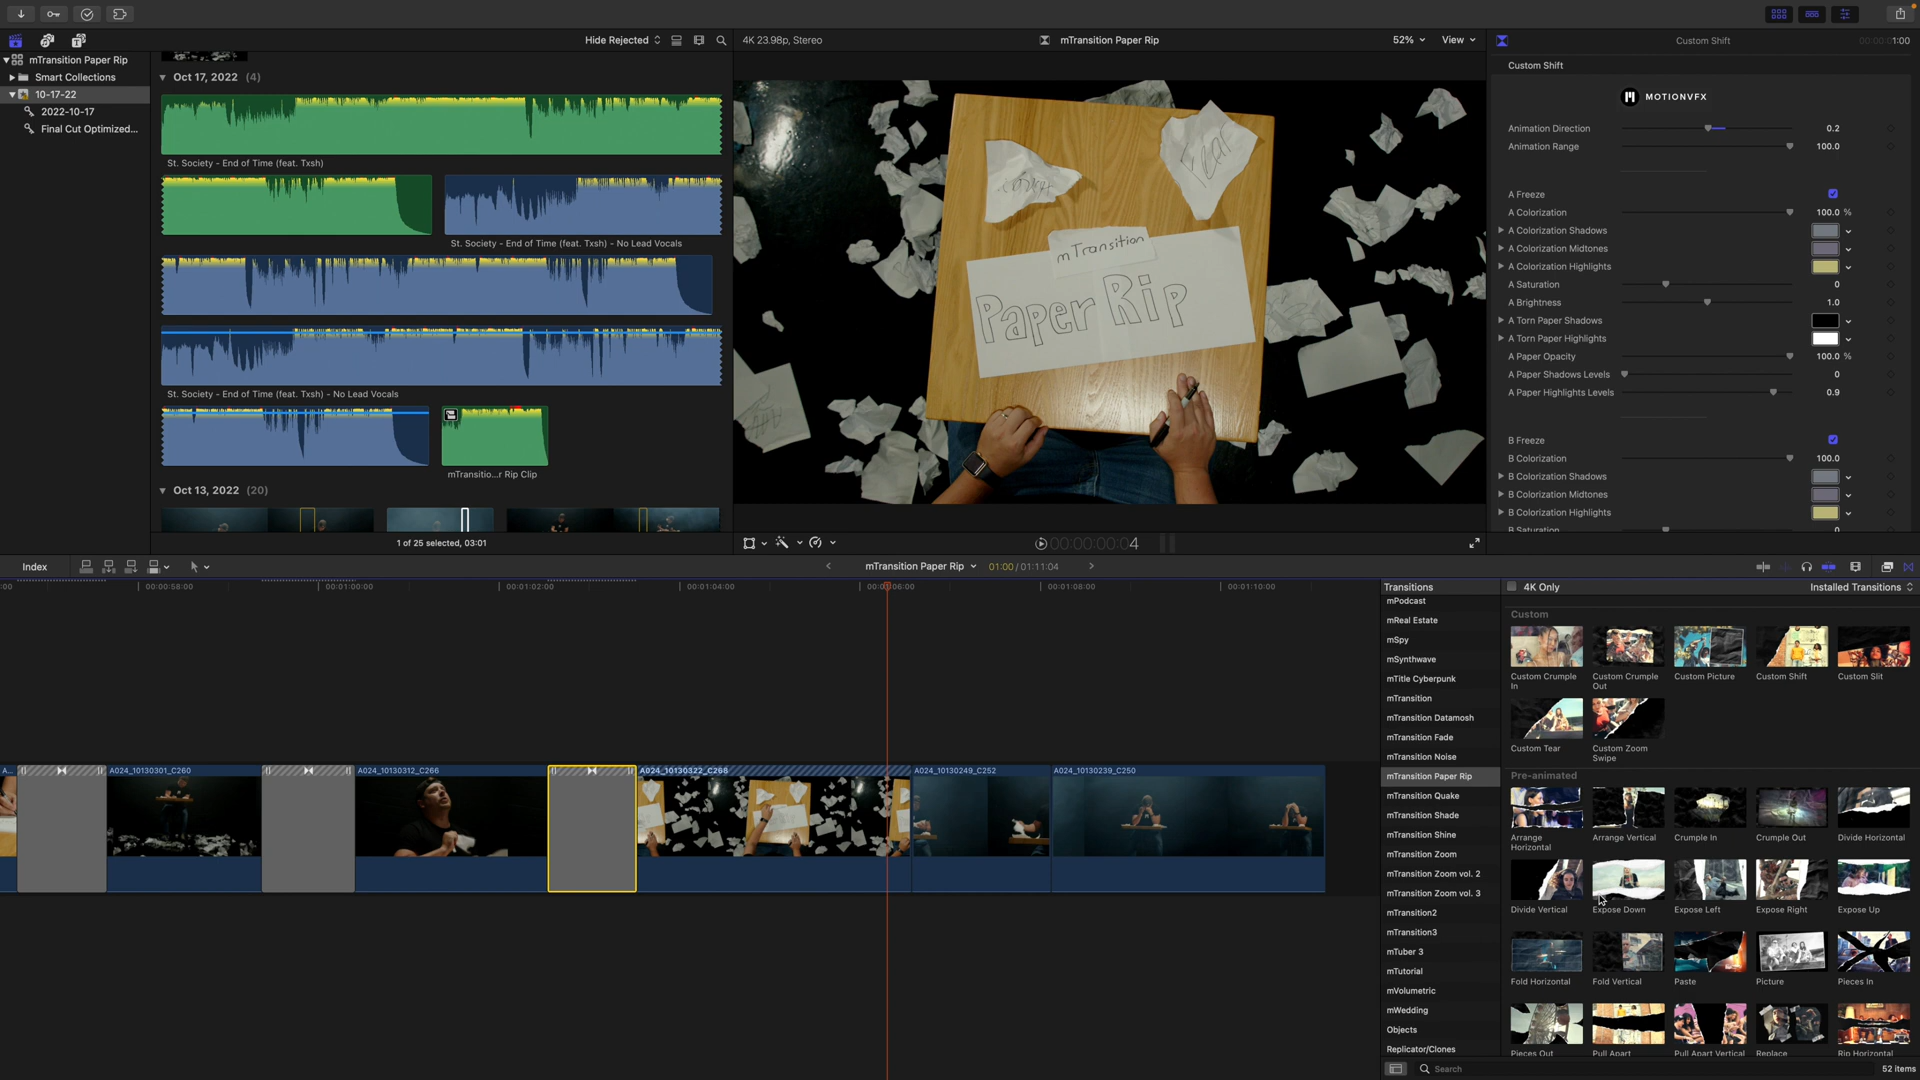 Hide Rejected
4K 23.98p, Stereo
mTransition Paper Rip
52%
View
Custom Shift
00:00:01:00
mTransition Paper Rip
Smart Collections
10-17-22
2022-10-17
Final Cut Optimized...
Oct 17, 2022 (4)
St. Society - End of Time (feat. Txsh)
St. Society - End of Time (feat. Txsh) - No Lead Vocals
St. Society - End of Time (feat. Txsh) - No Lead Vocals
mTransitio...r Rip Clip
Oct 13, 2022 (20)
1 of 25 selected, 03:01
Fear
mTransition
Paper Rip
00:00:00:04
Custom Shift
MOTIONVFX
Animation Direction 0.2
Animation Range 100.0
A Freeze
A Colorization 100.0 %
A Colorization Shadows
A Colorization Midtones
A Colorization Highlights
A Saturation 0
A Brightness 1.0
A Torn Paper Shadows
A Torn Paper Highlights
A Paper Opacity 100.0 %
A Paper Shadows Levels 0
A Paper Highlights Levels 0.9
B Freeze
B Colorization 100.0
B Colorization Shadows
B Colorization Midtones
B Colorization Highlights
B Saturation 0
Index
mTransition Paper Rip
01:00 / 01:11:04
:00
00:00:58:00
00:01:00:00
00:01:02:00
00:01:04:00
00:01:06:00
00:01:08:00
00:01:10:00
A...
A024_10130301_C260
A024_10130312_C266
A024_10130322_C268
A024_10130249_C252
A024_10130239_C250
Transitions
4K Only
Installed Transitions
mPodcast
mReal Estate
mSpy
mSynthwave
mTitle Cyberpunk
mTransition
mTransition Datamosh
mTransition Fade
mTransition Noise
mTransition Paper Rip
mTransition Quake
mTransition Shade
mTransition Shine
mTransition Zoom
mTransition Zoom vol. 2
mTransition Zoom vol. 3
mTransition2
mTransition3
mTuber 3
mTutorial
mVolumetric
mWedding
Objects
Replicator/Clones
Custom
Custom Crumple In
Custom Crumple Out
Custom Picture
Custom Shift
Custom Slit
Custom Tear
Custom Zoom Swipe
Pre-animated
Arrange Horizontal
Arrange Vertical
Crumple In
Crumple Out
Divide Horizontal
Divide Vertical
Expose Down
Expose Left
Expose Right
Expose Up
Fold Horizontal
Fold Vertical
Paste
Picture
Pieces In
Pieces Out
Pull Apart
Pull Apart Vertical
Replace
Rip Horizontal
Search
52 items